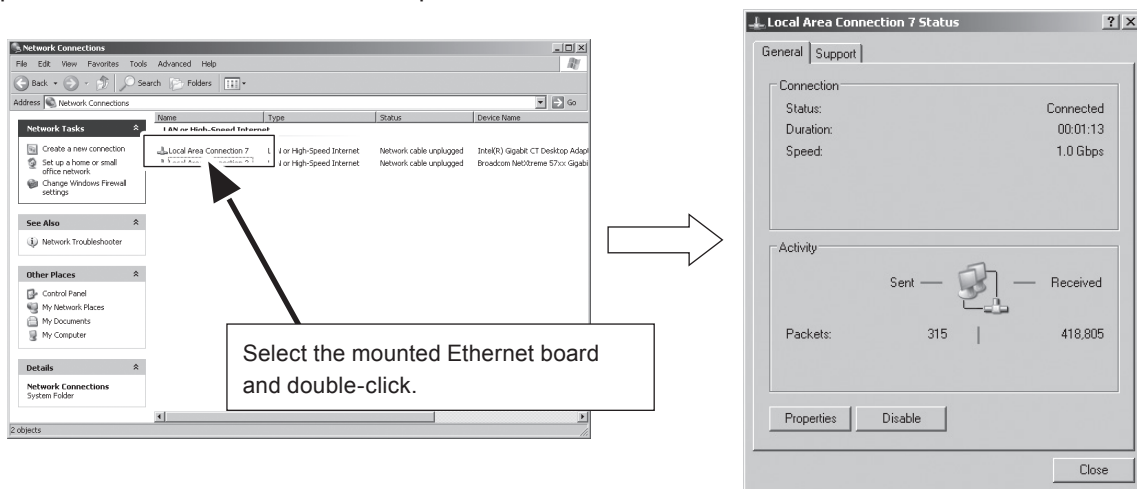 Network Connections
File Edit View Favorites Tools Advanced Help
Back Search Folders
Address Network Connections Go
Name Type Status Device Name
Network Tasks
LAN or High-Speed Internet
Create a new connection
Set up a home or small
office network
Change Windows Firewall
settings
Local Area Connection 7 or High-Speed Internet Network cable unplugged Intel(R) Gigabit CT Desktop Adapt
or High-Speed Internet Network cable unplugged Broadcom NetXtreme 57xx Gigabi
See Also
Network Troubleshooter
Other Places
Control Panel
My Network Places
My Documents
My Computer
Details
Network Connections
System Folder
2 objects
Select the mounted Ethernet board
and double-click.
Local Area Connection 7 Status
General Support
Connection
Status: Connected
Duration: 00:01:13
Speed: 1.0 Gbps
Activity
Sent — — Received
Packets: 315 | 418,805
Properties Disable
Close